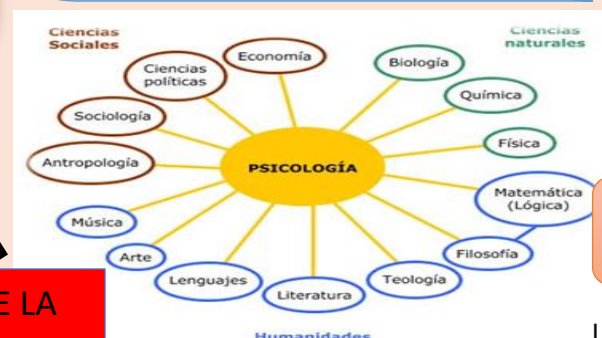 Ciencias
Sociales
Ciencias
naturales
Economía
Ciencias
políticas
Sociología
Antropología
Biología
Química
Física
PSICOLOGÍA
Matemática
(Lógica)
Música
Arte
Lenguajes
Literatura
Teología
Filosofía
Humanidades
E LA